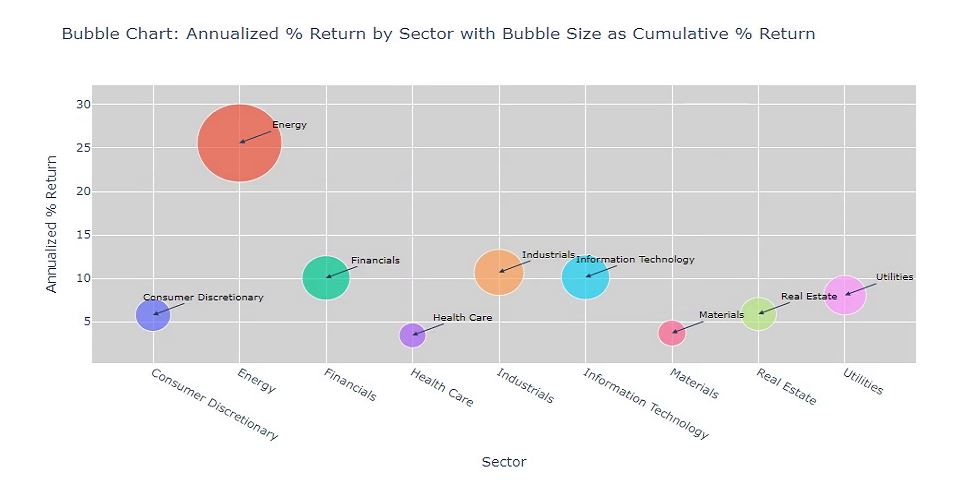 Bubble Chart: Annualized % Return by Sector with Bubble Size as Cumulative % Return
Annualized % Return
30
25
20
15
10
5
Energy
Financials
Industrials
Information Technology
Utilities
Consumer Discretionary
Real Estate
Health Care
Materials
Consumer Discretionary
Energy
Financials
Health Care
Industrials
Information Technology
Materials
Real Estate
Utilities
Sector